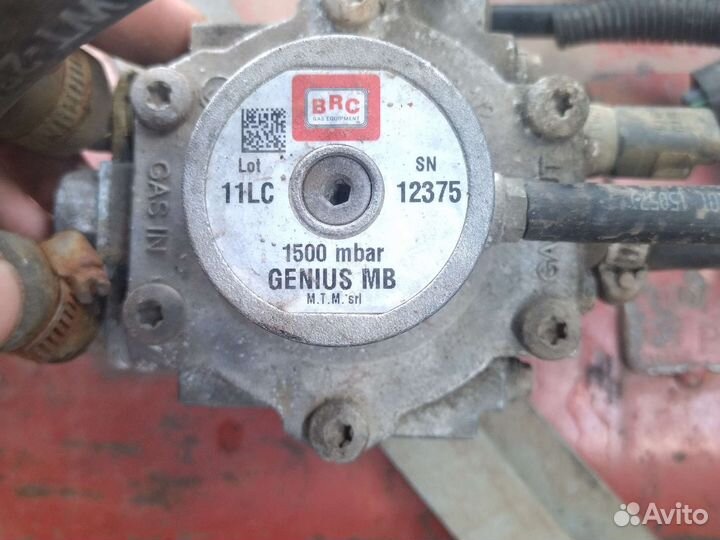 BRC
GAS EQUIPMENT
Lot
SN
11LC
12375
1500 mbar
GENIUS MB
M.T.M. srl
GAS IN
Avito